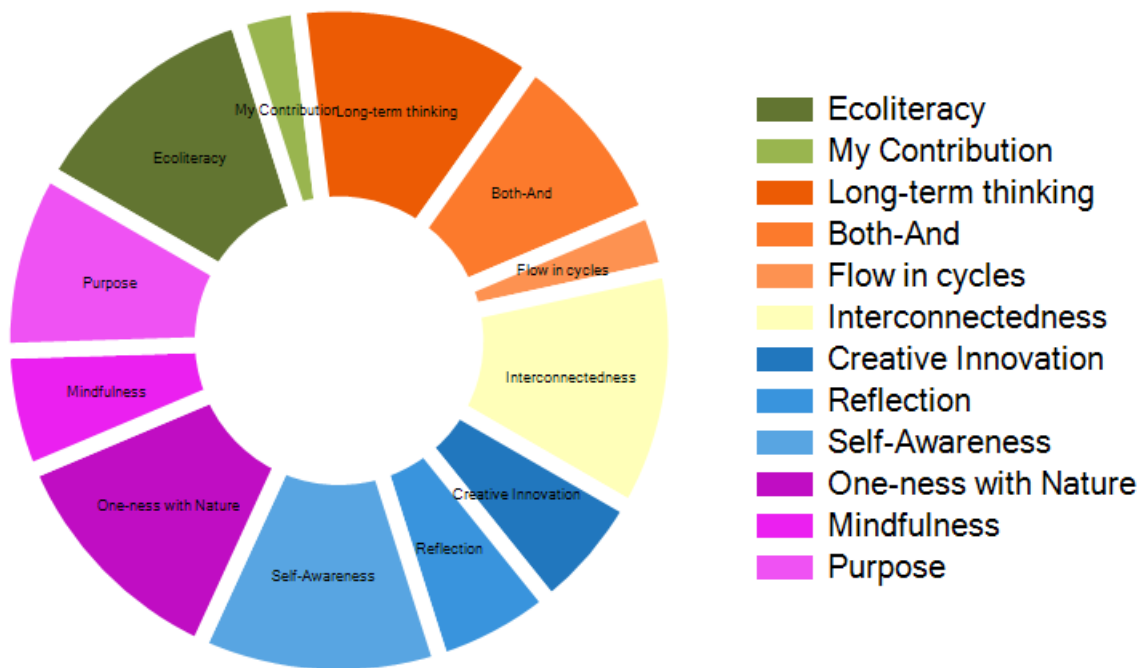 My Contribution
Long-term thinking
Ecoliteracy
Both-And
Flow in cycles
Purpose
Interconnectedness
Mindfulness
Creative Innovation
One-ness with Nature
Reflection
Self-Awareness
Ecoliteracy
My Contribution
Long-term thinking
Both-And
Flow in cycles
Interconnectedness
Creative Innovation
Reflection
Self-Awareness
One-ness with Nature
Mindfulness
Purpose